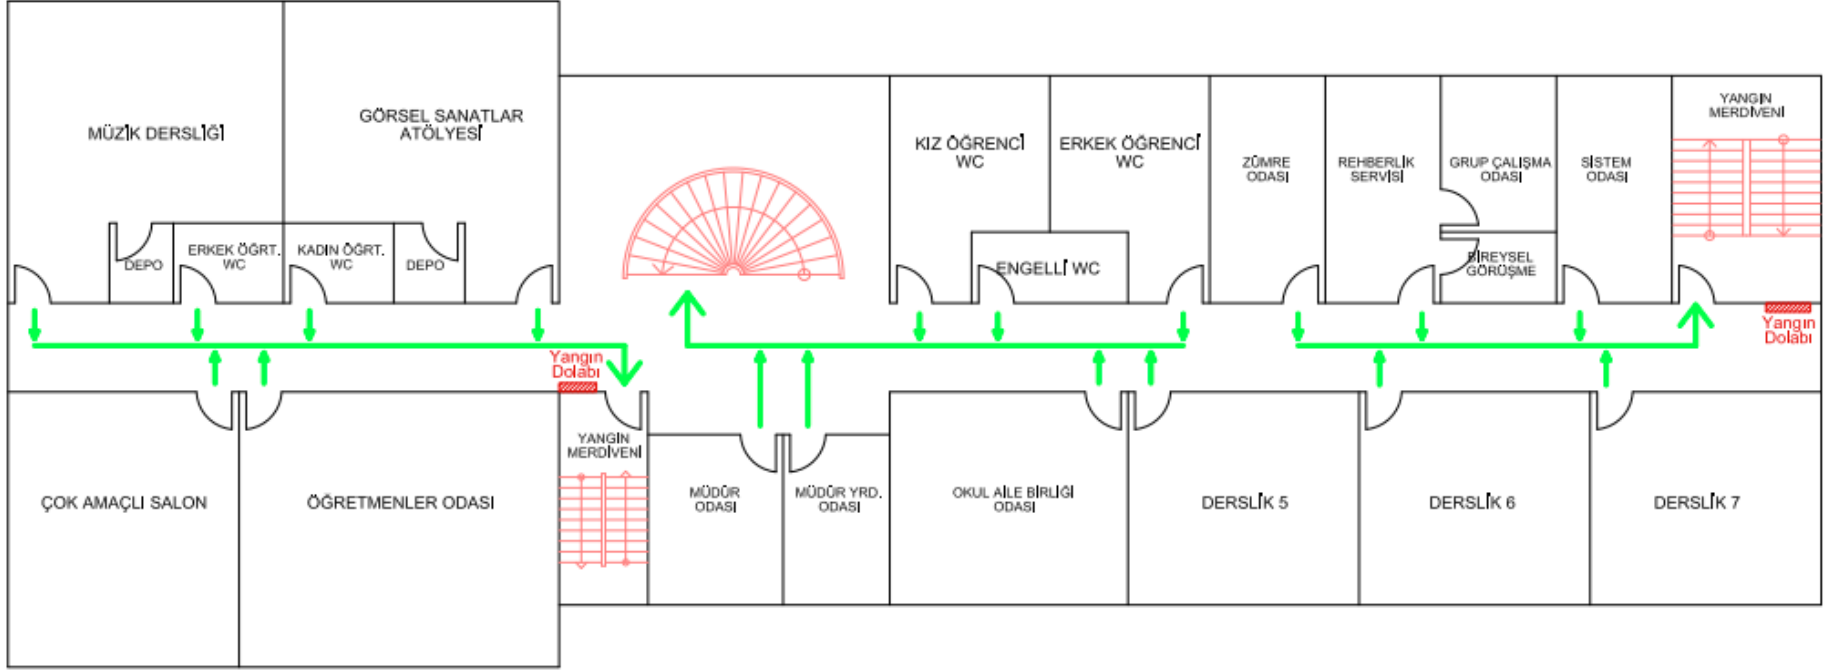 MÜZİK DERSLİĞİ
GÖRSEL SANATLAR
ATÖLYESİ
DEPO
ERKEK ÖĞRT.
WC
KADIN ÖĞRT.
WC
DEPO
KIZ ÖĞRENCİ
WC
ERKEK ÖĞRENCİ
WC
ENGELLİ WC
ZÜMRE
ODASI
REHBERLİK
SERVİSİ
GRUP ÇALIŞMA
ODASI
BİREYSEL
GÖRÜŞME
SİSTEM
ODASI
YANGIN
MERDİVENİ
Yangın
Dolabı
Yangın
Dolabı
ÇOK AMAÇLI SALON
ÖĞRETMENLER ODASI
YANGIN
MERDİVENİ
MÜDÜR
ODASI
MÜDÜR YRD.
ODASI
OKUL AİLE BİRLİĞİ
ODASI
DERSLİK 5
DERSLİK 6
DERSLİK 7